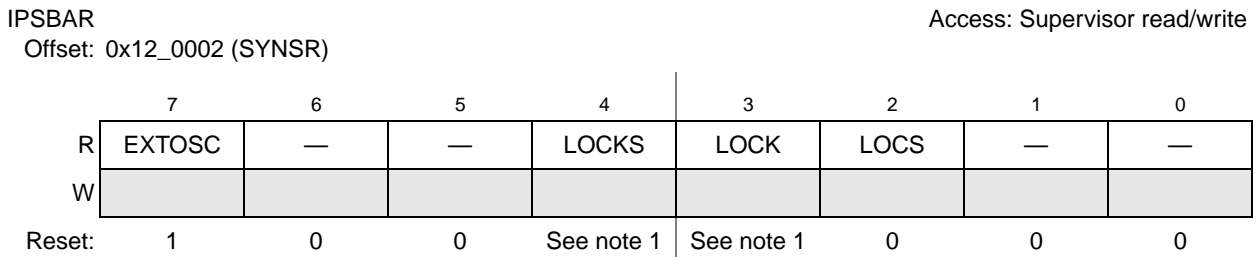 IPSBAR Access: Supervisor read/write
Offset: 0x12_0002 (SYNSR)
7 6 5 4 3 2 1 0
R EXTOSC — — LOCKS LOCK LOCS — —
W
Reset: 1 0 0 See note 1 See note 1 0 0 0